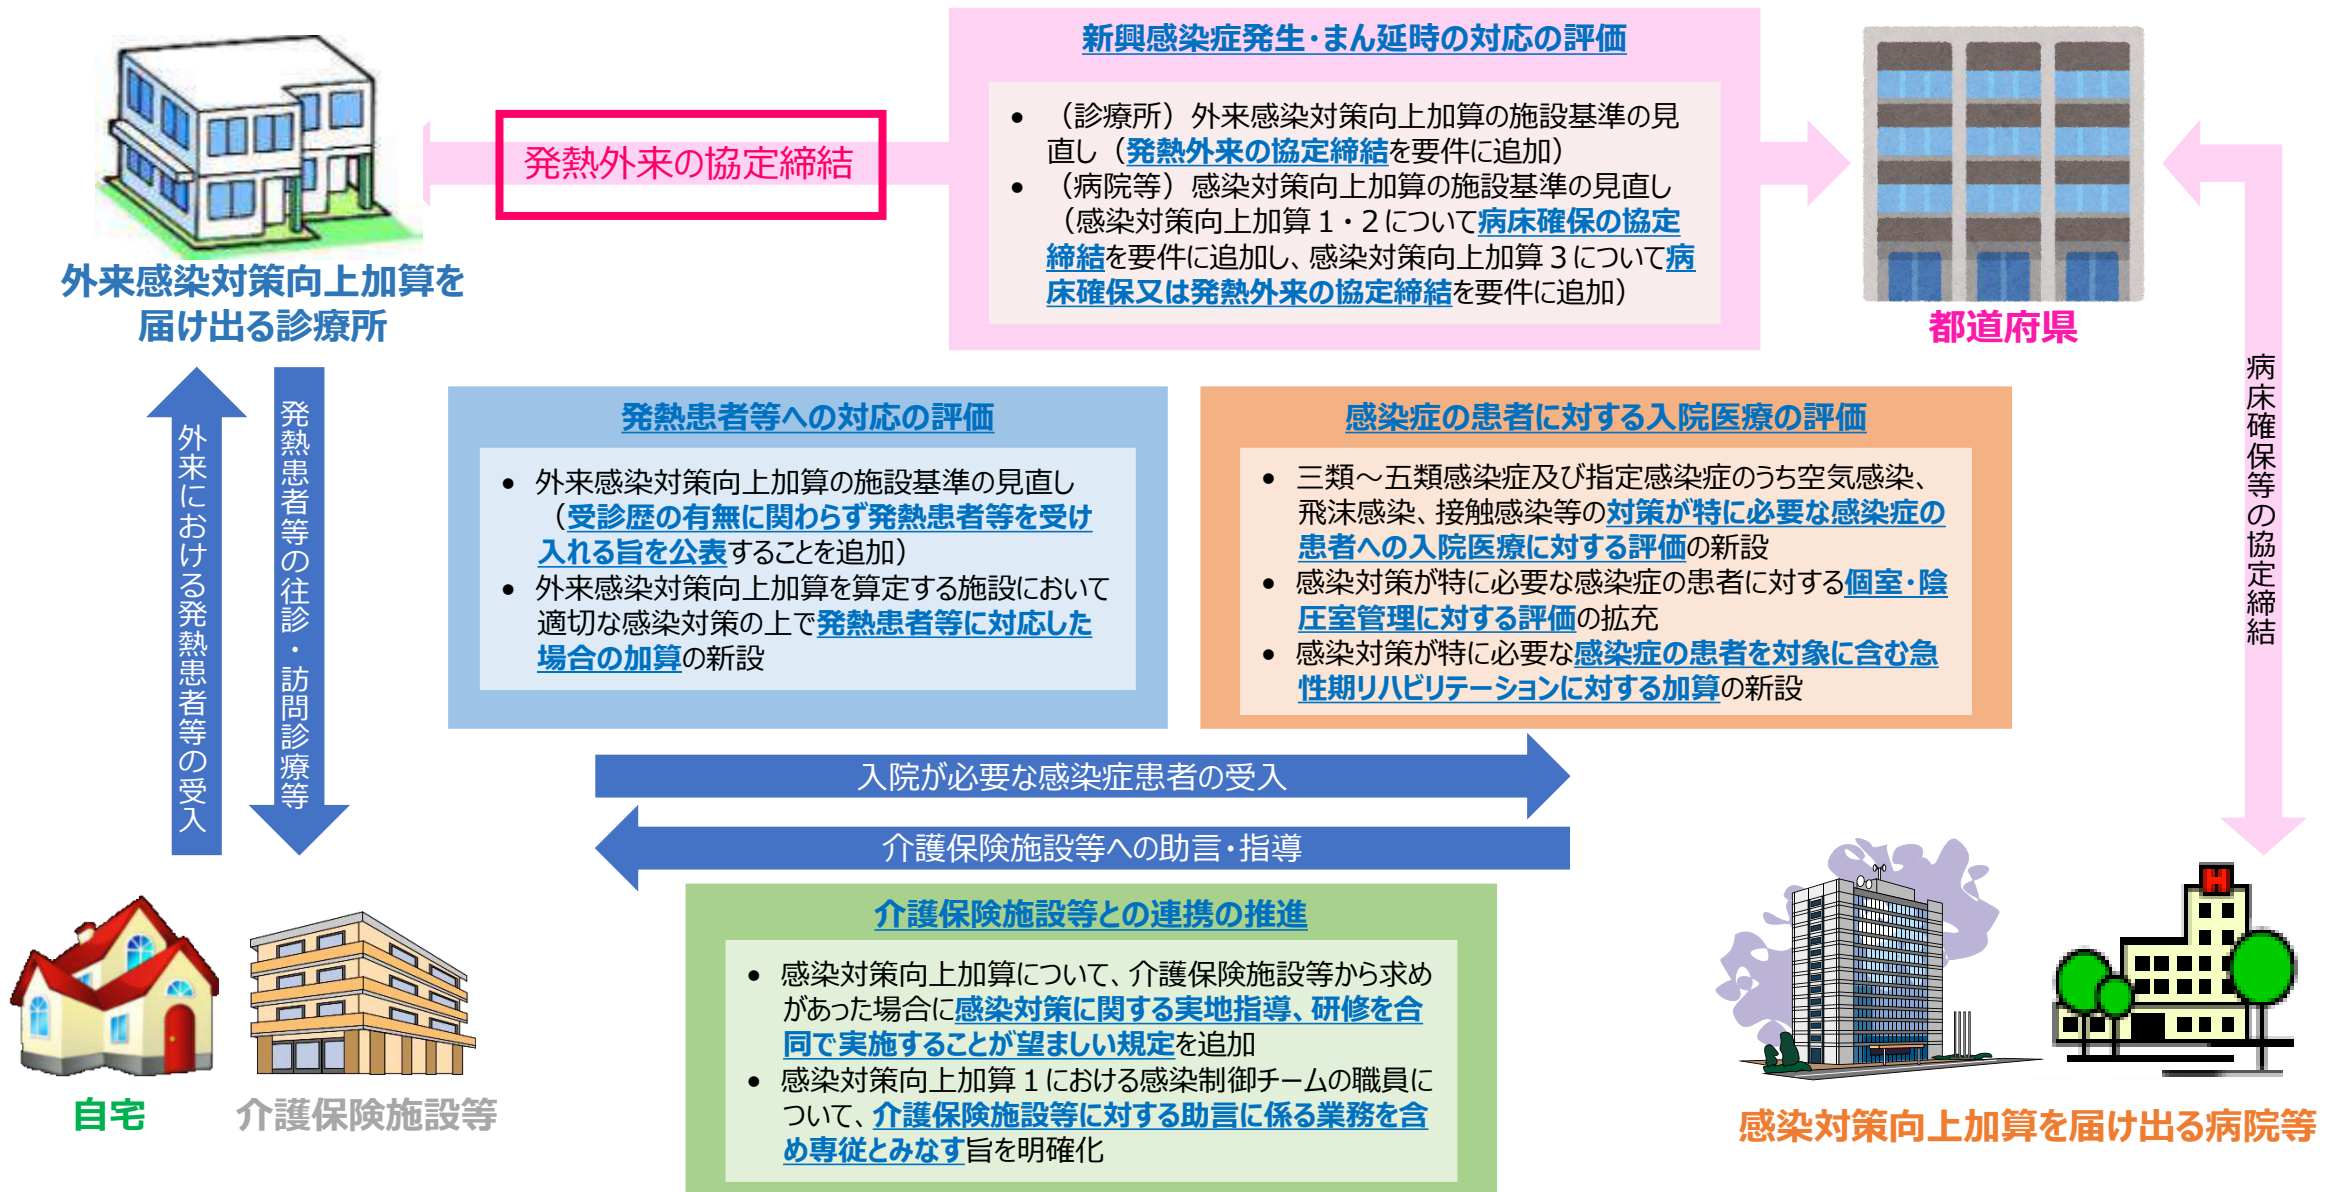 新興感染症発生・まん延時の対応の評価
• （診療所）外来感染対策向上加算の施設基準の見
直し（発熱外来の協定締結を要件に追加）
• （病院等）感染対策向上加算の施設基準の見直し
（感染対策向上加算１・２について病床確保の協定
締結を要件に追加し、感染対策向上加算３について病
床確保又は発熱外来の協定締結を要件に追加）
発熱外来の協定締結
外来感染対策向上加算を
届け出る診療所
都道府県
病床確保等の協定締結
外来における発熱患者等の受入
発熱患者等の往診・訪問診療等
発熱患者等への対応の評価
• 外来感染対策向上加算の施設基準の見直し
（受診歴の有無に関わらず発熱患者等を受け
入れる旨を公表することを追加）
• 外来感染対策向上加算を算定する施設において
適切な感染対策の上で発熱患者等に対応した
場合の加算の新設
感染症の患者に対する入院医療の評価
• 三類～五類感染症及び指定感染症のうち空気感染、
飛沫感染、接触感染等の対策が特に必要な感染症の
患者への入院医療に対する評価の新設
• 感染対策が特に必要な感染症の患者に対する個室・陰
圧室管理に対する評価の拡充
• 感染対策が特に必要な感染症の患者を対象に含む急
性期リハビリテーションに対する加算の新設
入院が必要な感染症患者の受入
介護保険施設等への助言・指導
介護保険施設等との連携の推進
• 感染対策向上加算について、介護保険施設等から求め
があった場合に感染対策に関する実地指導、研修を合
同で実施することが望ましい規定を追加
• 感染対策向上加算１における感染制御チームの職員に
ついて、介護保険施設等に対する助言に係る業務を含
め専従とみなす旨を明確化
自宅
介護保険施設等
H
感染対策向上加算を届け出る病院等